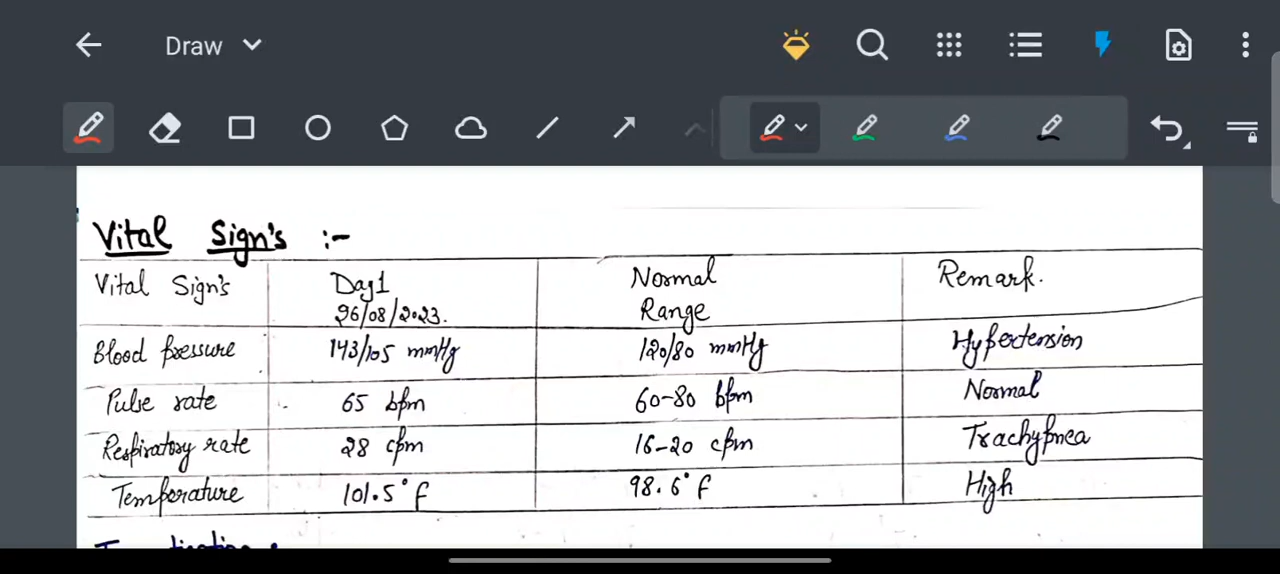 Draw
Vital Sign's :-
Vital Sign's Day1 Normal Remark.
26/08/2023. Range
Blood pressure 143/105 mmHg 120/80 mmHg Hypertension
Pulse rate 65 bpm 60-80 bpm Normal
Respiratory rate 28 cpm 16-20 cpm Trachypnea
Temperature 101.5°F 98.6°F High